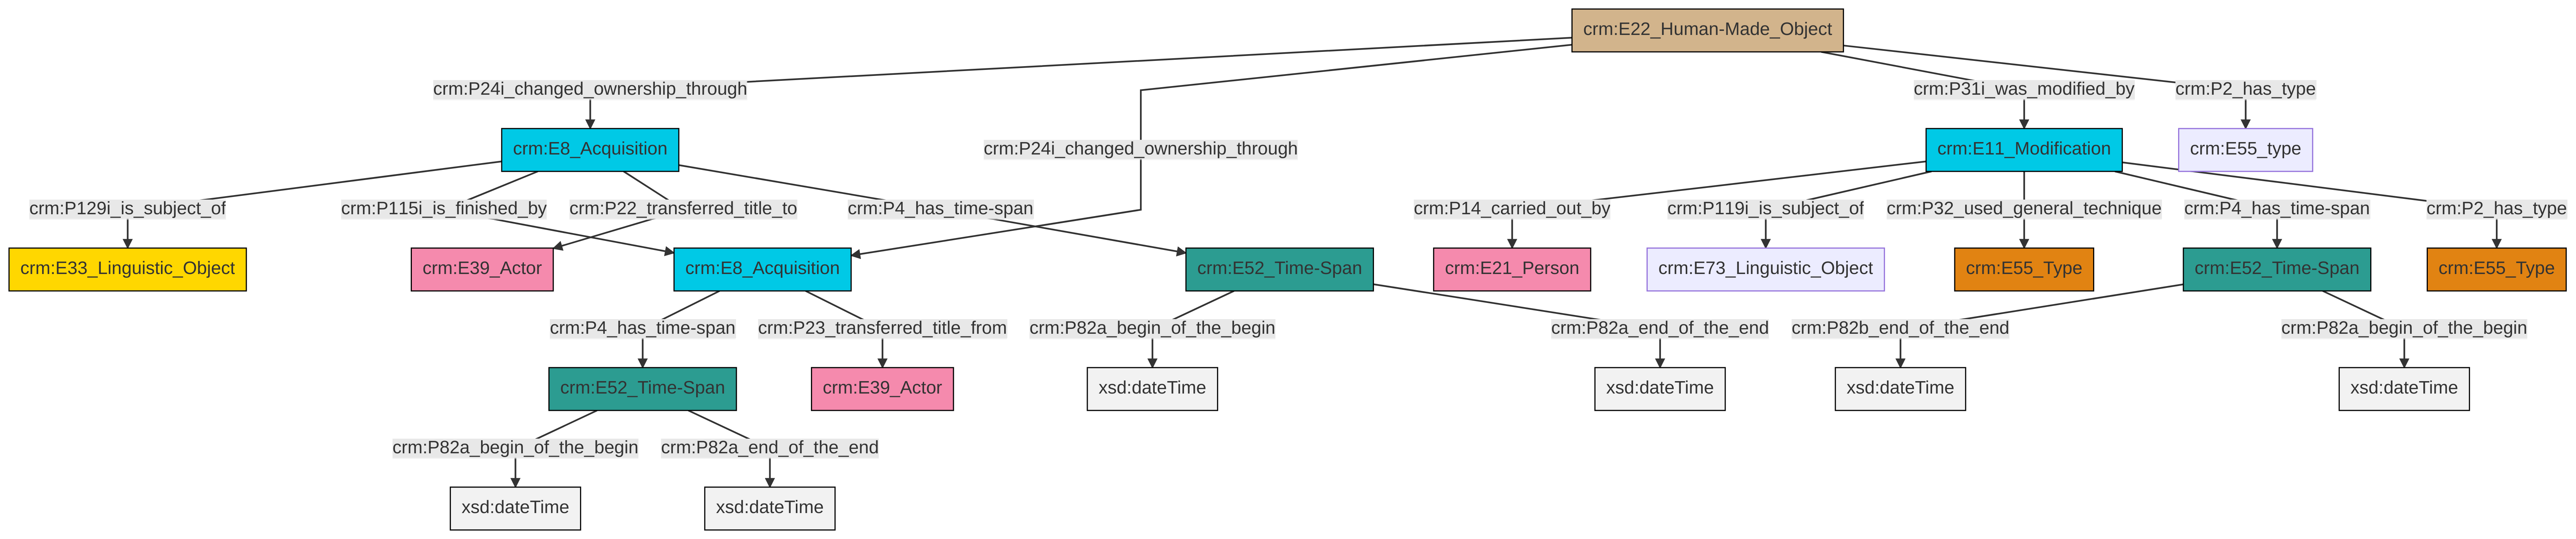 crm:E22_Human-Made_Object
crm:P24i_changed_ownership_through
crm:P31i_was_modified_by
crm:P2_has_type
crm:E8_Acquisition
crm:P24i_changed_ownership_through
crm:E11_Modification
crm:E55_type
crm:P129i_is_subject_of
crm:P115i_is_finished_by
crm:P22_transferred_title_to
crm:P4_has_time-span
crm:P14_carried_out_by
crm:P119i_is_subject_of
crm:P32_used_general_technique
crm:P4_has_time-span
crm:P2_has_type
crm:E33_Linguistic_Object
crm:E39_Actor
crm:E8_Acquisition
crm:E52_Time-Span
crm:E21_Person
crm:E73_Linguistic_Object
crm:E55_Type
crm:E52_Time-Span
crm:E55_Type
crm:P4_has_time-span
crm:P23_transferred_title_from
crm:P82a_begin_of_the_begin
crm:P82a_end_of_the_end
crm:P82b_end_of_the_end
crm:P82a_begin_of_the_begin
crm:E52_Time-Span
crm:E39_Actor
xsd:dateTime
xsd:dateTime
xsd:dateTime
xsd:dateTime
crm:P82a_begin_of_the_begin
crm:P82a_end_of_the_end
xsd:dateTime
xsd:dateTime